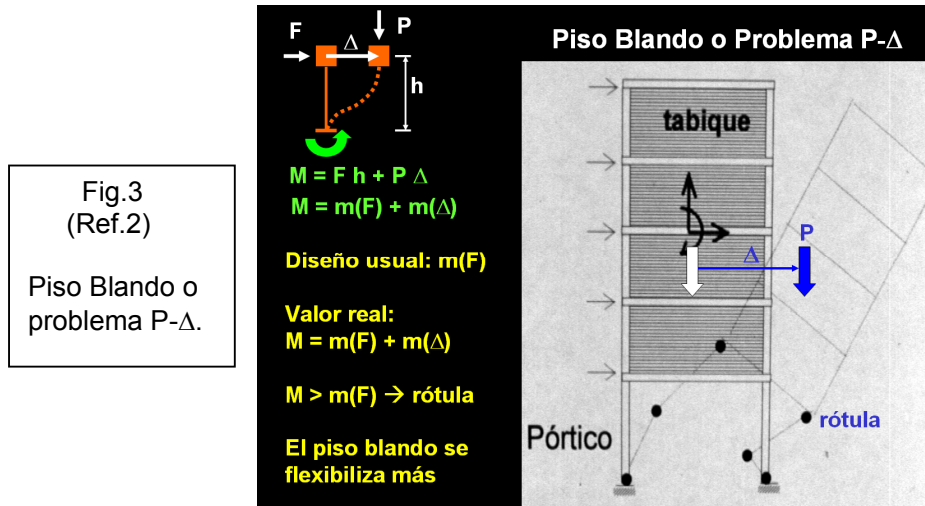 Fig.3
(Ref.2)
Piso Blando o
problema P-Δ.
F
Δ
P
h
M = F h + P Δ
M = m(F) + m(Δ)
Diseño usual: m(F)
Valor real:
M = m(F) + m(Δ)
M > m(F) → rótula
El piso blando se
flexibiliza más
Piso Blando o Problema P-Δ
tabique
P
Δ
rótula
Pórtico